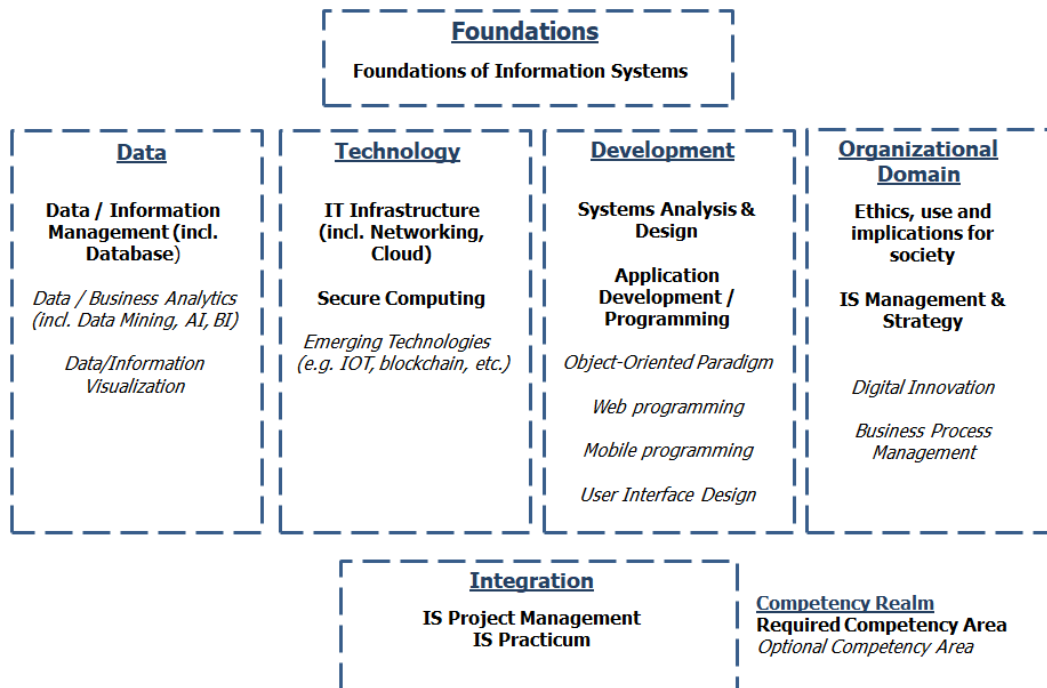 Foundations
Foundations of Information Systems
Data
Data / Information
Management (incl.
Database)
Data / Business Analytics
(incl. Data Mining, AI, BI)
Data/Information
Visualization
Technology
IT Infrastructure
(incl. Networking,
Cloud)
Secure Computing
Emerging Technologies
(e.g. IOT, blockchain, etc.)
Development
Systems Analysis &
Design
Application
Development /
Programming
Object-Oriented Paradigm
Web programming
Mobile programming
User Interface Design
Organizational
Domain
Ethics, use and
implications for
society
IS Management &
Strategy
Digital Innovation
Business Process
Management
Integration
IS Project Management
IS Practicum
Competency Realm
Required Competency Area
Optional Competency Area